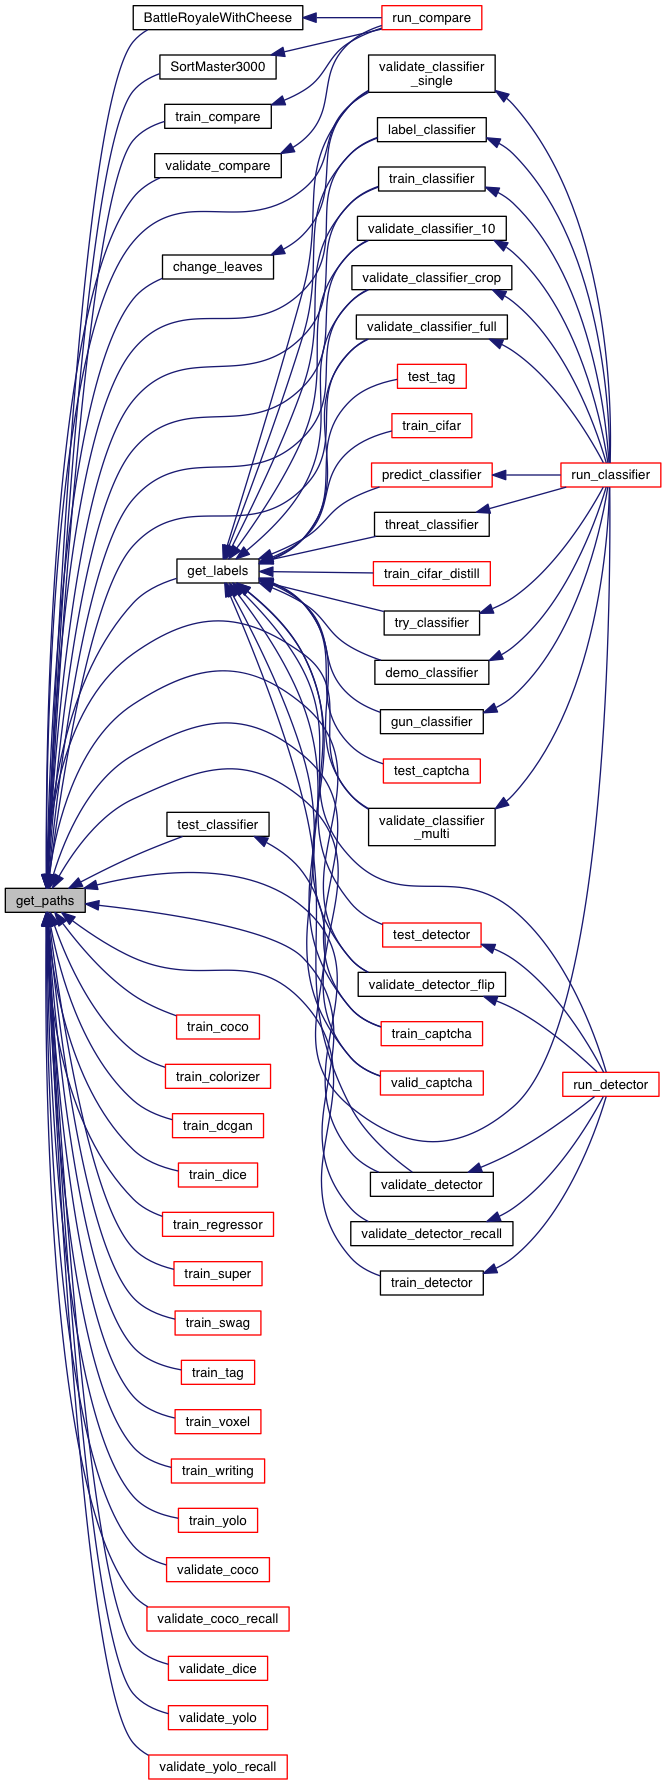 BattleRoyaleWithCheese
run_compare
SortMaster3000
validate_classifier
_single
train_compare
label_classifier
validate_compare
train_classifier
validate_classifier_10
change_leaves
validate_classifier_crop
validate_classifier_full
test_tag
train_cifar
predict_classifier
run_classifier
threat_classifier
get_labels
train_cifar_distill
try_classifier
demo_classifier
gun_classifier
test_captcha
test_classifier
validate_classifier
_multi
get_paths
test_detector
validate_detector_flip
train_coco
train_captcha
train_colorizer
valid_captcha
run_detector
train_dcgan
train_dice
validate_detector
train_regressor
validate_detector_recall
train_super
train_detector
train_swag
train_tag
train_voxel
train_writing
train_yolo
validate_coco
validate_coco_recall
validate_dice
validate_yolo
validate_yolo_recall